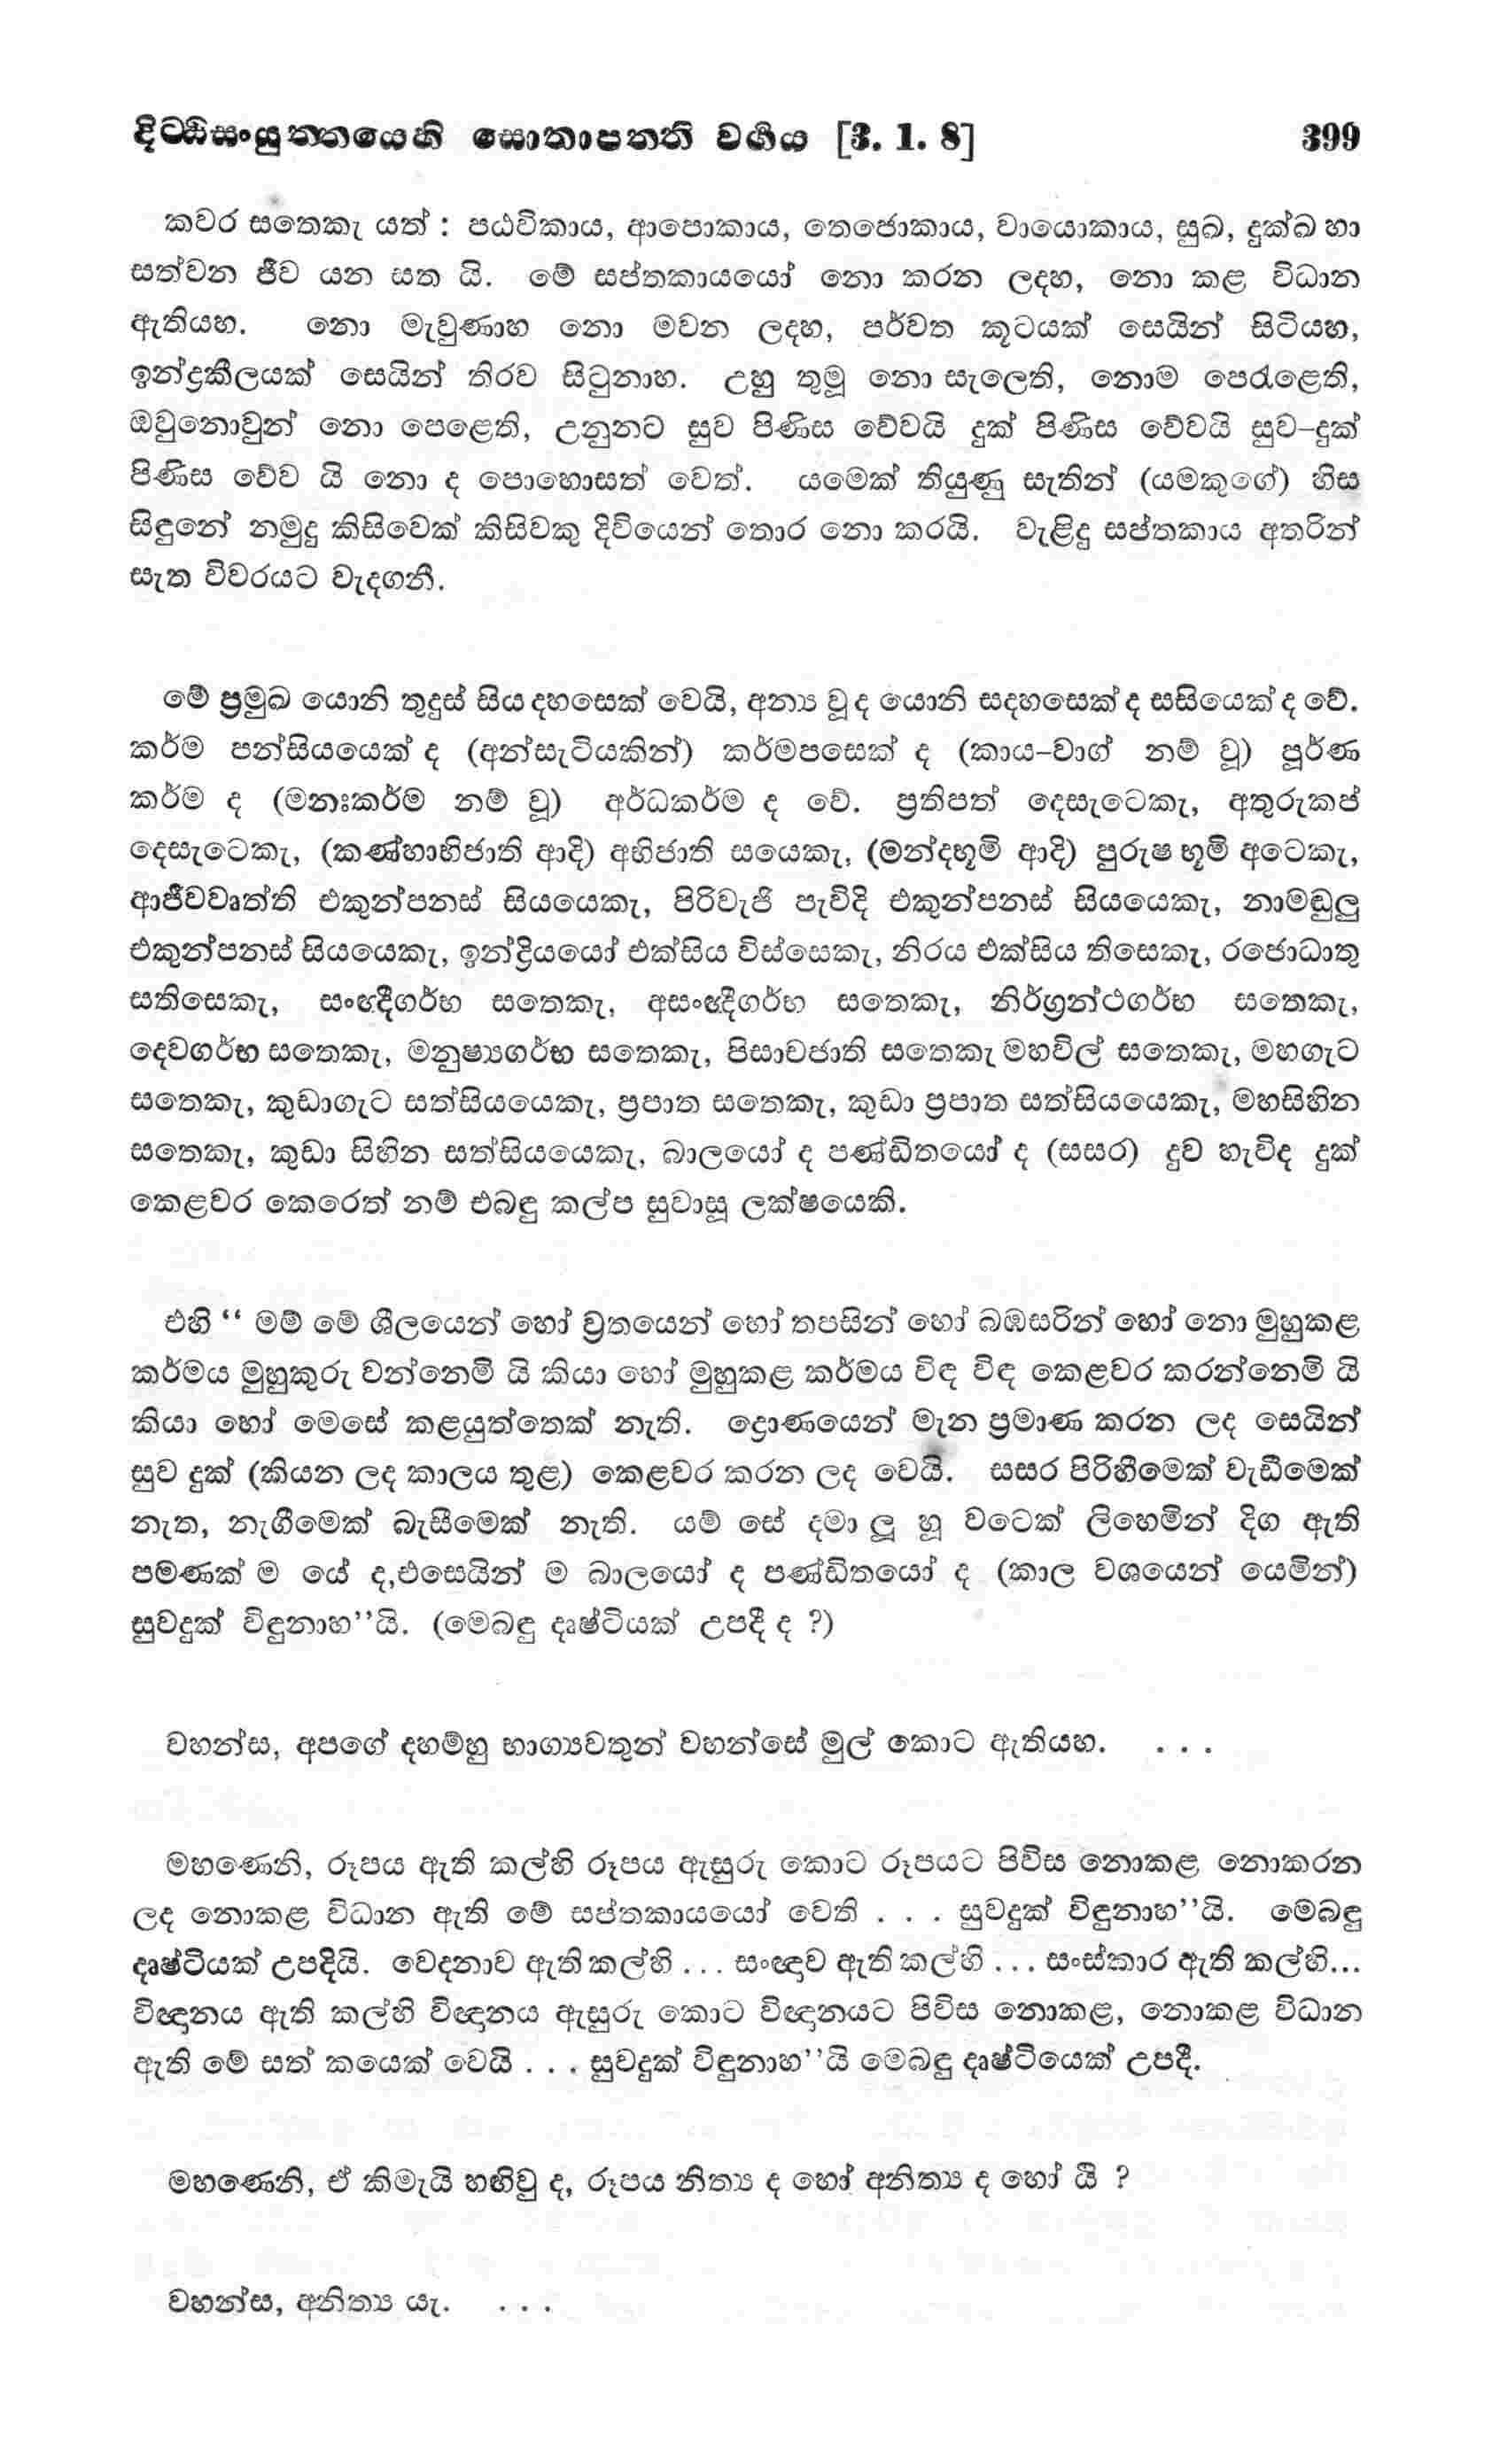 දිට්ඨිසංයුත්තයෙහි සොතාපත්ති වර්ගය [3. 1. 8] 399
කවර සතෙකැ යත් : පඨවිකාය, ආපොකාය, තෙජොකාය, වායොකාය, සුඛ, දුක්ඛ හා
සත්වන ජීව යන සත යි. මේ සප්තකායයෝ නො කරන ලදහ, නො කළ විධාන
ඇතියහ. නො මැවුණාහ නො මවන ලදහ, පර්වත කූටයක් සෙයින් සිටියහ,
ඉන්ද්‍රකීලයක් සෙයින් තිරව සිටුනාහ. උහු තුමූ නො සැලෙති, නොම පෙරැළෙති,
ඔවුනොවුන් නො පෙළෙති, උනුනට සුව පිණිස වේවයි දුක් පිණිස වේවයි සුව-දුක්
පිණිස වේව යි නො ද පොහොසත් වෙත්. යමෙක් තියුණු සැතින් (යමකුගේ) හිස
සිඳුනේ නමුදු කිසිවෙක් කිසිවකු දිවියෙන් තොර නො කරයි. වැළිදු සප්තකාය අතරින්
සැත විවරයට වැදගනී.
මේ ප්‍රමුඛ යොනි තුදුස් සිය දහසෙක් වෙයි, අන්‍ය වූ ද යොනි සදහසෙක් ද සසියෙක් ද වේ.
කර්ම පන්සියයෙක් ද (අන්සැටියකින්) කර්මපසෙක් ද (කාය-වාග් නම් වූ) පූර්ණ
කර්ම ද (මනඃකර්ම නම් වූ) අර්ධකර්ම ද වේ. ප්‍රතිපත් දෙසැටෙකැ, අතුරුකප්
දෙසැටෙකැ, (කණ්හාභිජාති ආදි) අභිජාති සයෙකැ, (මන්දභූමි ආදි) පුරුෂ භූමි අටෙකැ,
ආජීවවෘත්ති එකුන්පනස් සියයෙකැ, පිරිවැජි පැවිදි එකුන්පනස් සියයෙකැ, නාමඬුලු
එකුන්පනස් සියයෙකැ, ඉන්ද්‍රියයෝ එක්සිය විස්සෙකැ, නිරය එක්සිය තිසෙකැ, රජොධාතු
සතිසෙකැ, සංඥීගර්භ සතෙකැ, අසංඥීගර්භ සතෙකැ, නිර්ග්‍රන්ථගර්භ සතෙකැ,
දෙවගර්භ සතෙකැ, මනුෂ්‍යගර්භ සතෙකැ, පිසාචජාති සතෙකැ මහවිල් සතෙකැ, මහගැට
සතෙකැ, කුඩාගැට සත්සියයෙකැ, ප්‍රපාත සතෙකැ, කුඩා ප්‍රපාත සත්සියයෙකැ, මහසිහින
සතෙකැ, කුඩා සිහින සත්සියයෙකැ, බාලයෝ ද පණ්ඩිතයෝ ද (සසර) දුව හැවිද දුක්
කෙළවර කෙරෙත් නම් එබඳු කල්ප සුවාසූ ලක්ෂයෙකි.
එහි “ මම් මේ ශීලයෙන් හෝ ව්‍රතයෙන් හෝ තපසින් හෝ බඹසරින් හෝ නො මුහුකළ
කර්මය මුහුකුරු වන්නෙමි යි කියා හෝ මුහුකළ කර්මය විඳ විඳ කෙළවර කරන්නෙමි යි
කියා හෝ මෙසේ කළයුත්තෙක් නැති. ද්‍රොණයෙන් මැන ප්‍රමාණ කරන ලද සෙයින්
සුව දුක් (කියන ලද කාලය තුළ) කෙළවර කරන ලද වෙයි. සසර පිරිහීමෙක් වැඩීමෙක්
නැත, නැගීමෙක් බැසීමෙක් නැති. යම් සේ දමා ලූ හූ වටෙක් ලිහෙමින් දිග ඇති
පමණක් ම යේ ද,එසෙයින් ම බාලයෝ ද පණ්ඩිතයෝ ද (කාල වශයෙන් යෙමින්)
සුවදුක් විඳුනාහ”යි. (මෙබඳු දෘෂ්ටියක් උපදී ද ?)
වහන්ස, අපගේ දහම්හු භාග්‍යවතුන් වහන්සේ මුල් කොට ඇතියහ. . . .
මහණෙනි, රූපය ඇති කල්හි රූපය ඇසුරු කොට රූපයට පිවිස නොකළ නොකරන
ලද නොකළ විධාන ඇති මේ සප්තකායයෝ වෙති . . . සුවදුක් විඳුනාහ”යි. මෙබඳු
දෘෂ්ටියක් උපදියි. වෙදනාව ඇති කල්හි . . . සංඥාව ඇති කල්හි . . . සංස්කාර ඇති කල්හි...
විඥානය ඇති කල්හි විඥානය ඇසුරු කොට විඥානයට පිවිස නොකළ, නොකළ විධාන
ඇති මේ සත් කයෙක් වෙයි . . . සුවදුක් විඳුනාහ”යි මෙබඳු දෘෂ්ටියෙක් උපදී.
මහණෙනි, ඒ කිමැයි හඟිවු ද, රූපය නිත්‍ය ද හෝ අනිත්‍ය ද හෝ යි ?
වහන්ස, අනිත්‍ය යැ. . . .